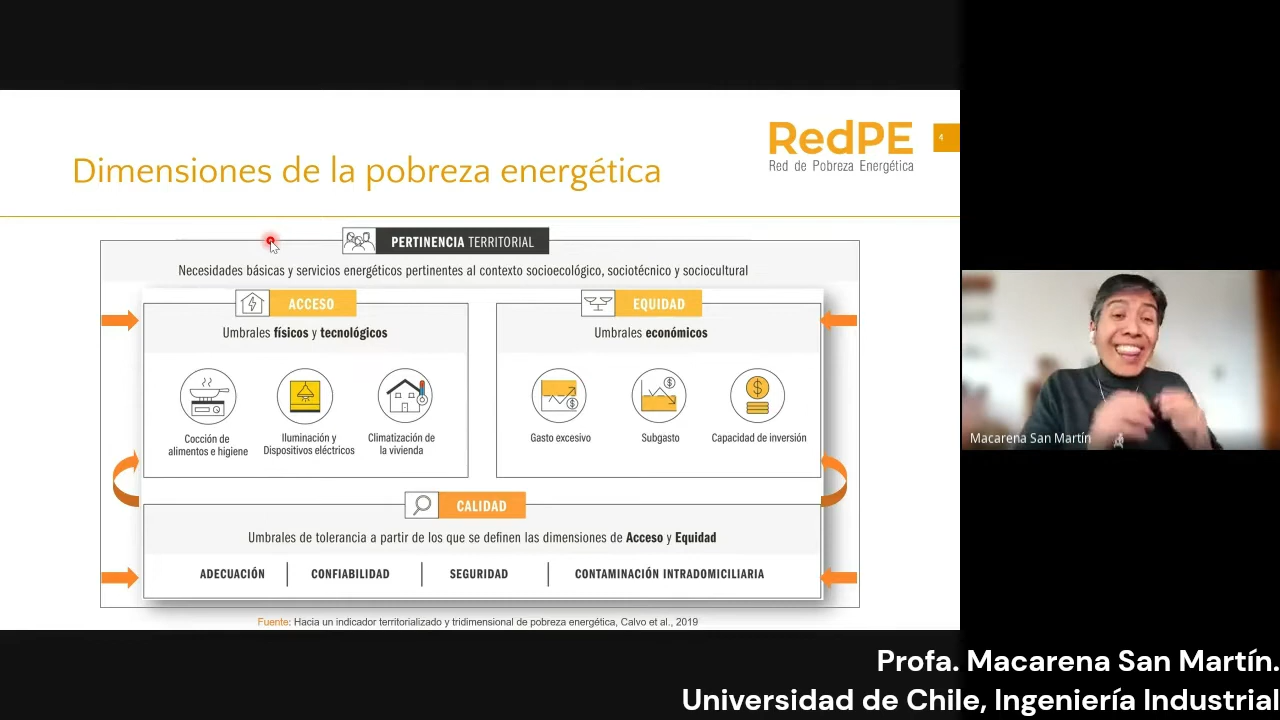 RedPE
Red de Pobreza Energética
4
Dimensiones de la pobreza energética
PERTINENCIA TERRITORIAL
Necesidades básicas y servicios energéticos pertinentes al contexto socioecológico, sociotécnico y sociocultural
ACCESO
Umbrales físicos y tecnológicos
Cocción de
alimentos e higiene
Iluminación y
Dispositivos eléctricos
Climatización de
la vivienda
EQUIDAD
Umbrales económicos
Gasto excesivo
Subgasto
Capacidad de inversión
CALIDAD
Umbrales de tolerancia a partir de los que se definen las dimensiones de Acceso y Equidad
ADECUACIÓN
CONFIABILIDAD
SEGURIDAD
CONTAMINACIÓN INTRADOMICILIARIA
Fuente: Hacia un indicador territorializado y tridimensional de pobreza energética, Calvo et al., 2019
Macarena San Martín
Profa. Macarena San Martín.
Universidad de Chile, Ingeniería Industrial